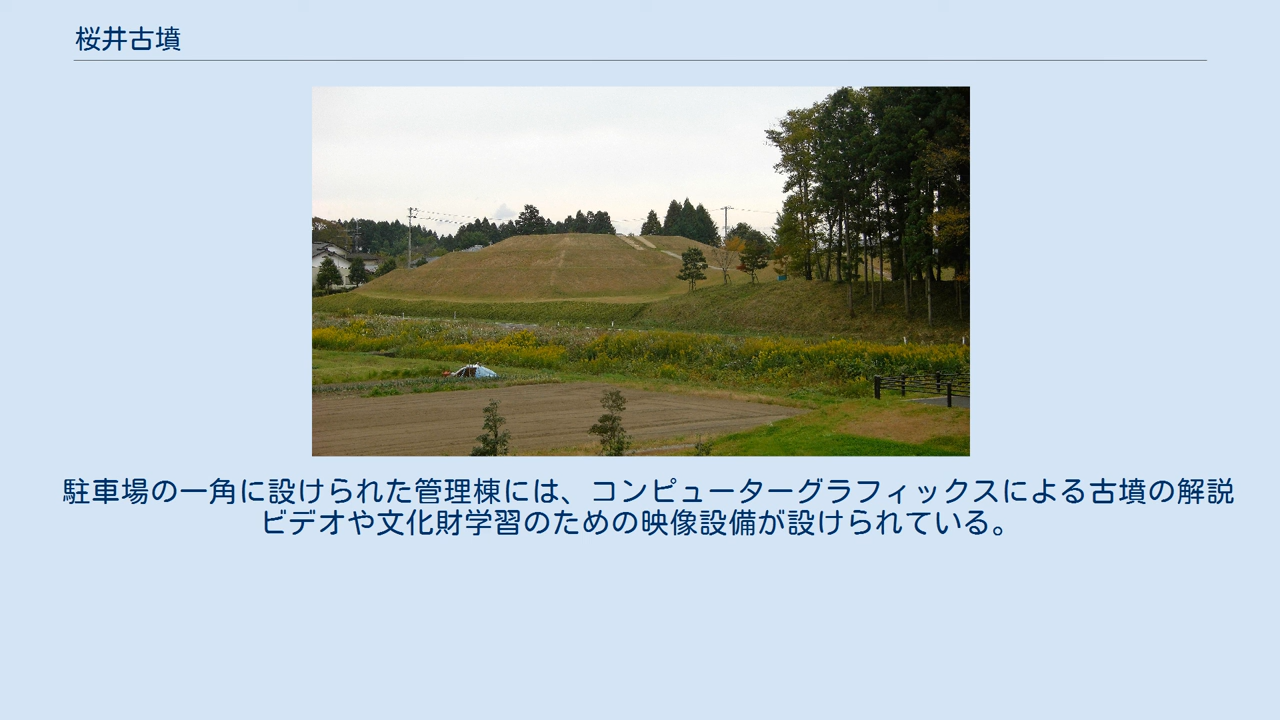 桜井古墳
駐車場の一角に設けられた管理棟には、コンピューターグラフィックスによる古墳の解説
ビデオや文化財学習のための映像設備が設けられている。